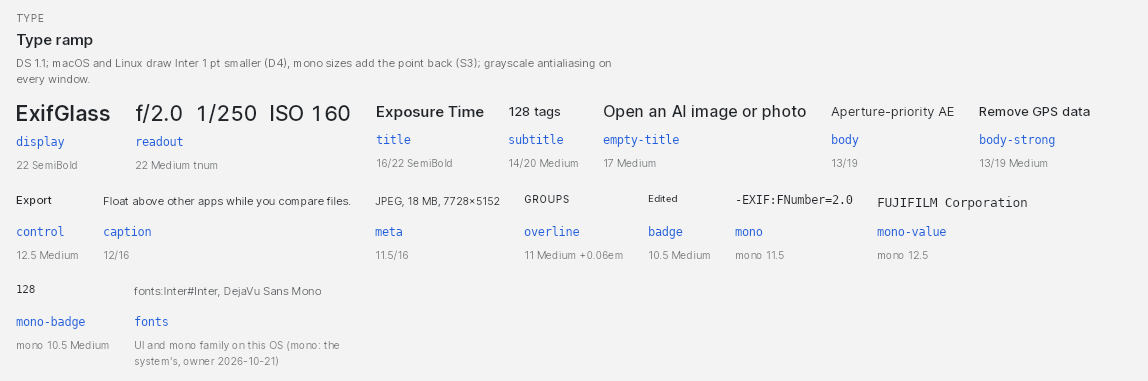 TYPE
Type ramp
DS 1.1; macOS and Linux draw Inter 1 pt smaller (D4), mono sizes add the point back (S3); grayscale antialiasing on
every window.
ExifGlass f/2.0 1/250 ISO 160 Exposure Time 128 tags Open an AI image or photo Aperture-priority AE Remove GPS data
display readout title subtitle empty-title body body-strong
22 SemiBold 22 Medium tnum 16/22 SemiBold 14/20 Medium 17 Medium 13/19 13/19 Medium
Export Float above other apps while you compare files. JPEG, 18 MB, 7728×5152 GROUPS Edited -EXIF:FNumber=2.0 FUJIFILM Corporation
control caption meta overline badge mono mono-value
12.5 Medium 12/16 11.5/16 11 Medium +0.06em 10.5 Medium mono 11.5 mono 12.5
128 fonts:Inter#Inter, DejaVu Sans Mono
mono-badge fonts
mono 10.5 Medium UI and mono family on this OS (mono: the
system's, owner 2026-10-21)